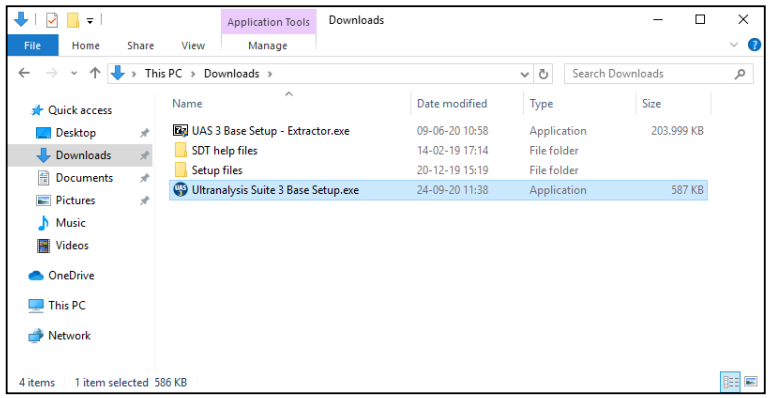 Application Tools Downloads
File Home Share View Manage
This PC Downloads Search Downloads
Name Date modified Type Size
Quick access
Desktop
Downloads
Documents
Pictures
Music
Videos
OneDrive
This PC
Network
UAS 3 Base Setup - Extractor.exe 09-06-20 10:58 Application 203.999 KB
SDT help files 14-02-19 17:14 File folder
Setup files 20-12-19 15:19 File folder
UAS 3 Ultranalysis Suite 3 Base Setup.exe 24-09-20 11:38 Application 587 KB
4 items 1 item selected 586 KB